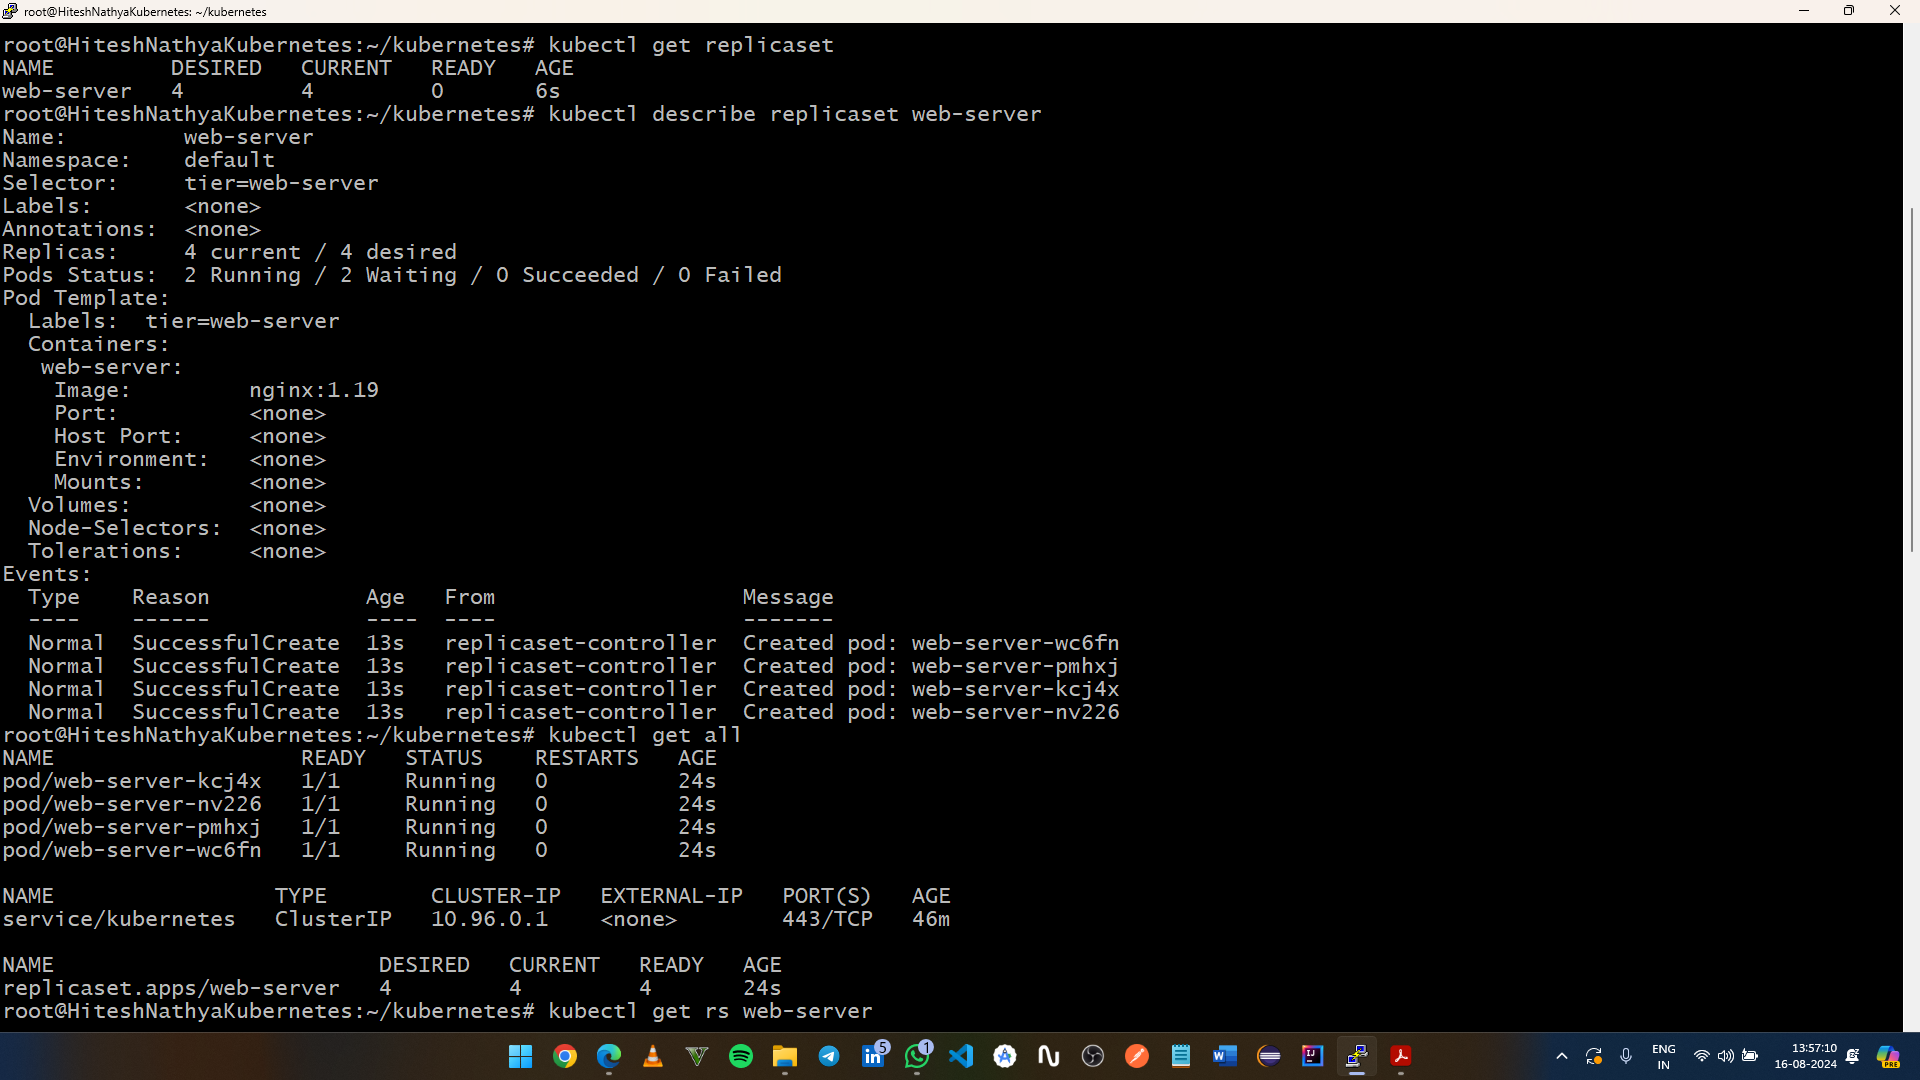 root@HiteshNathyaKubernetes: ~/kubernetes
root@HiteshNathyaKubernetes:~/kubernetes# kubectl get replicaset
NAME         DESIRED   CURRENT   READY   AGE
web-server   4         4         0       6s
root@HiteshNathyaKubernetes:~/kubernetes# kubectl describe replicaset web-server
Name:         web-server
Namespace:    default
Selector:     tier=web-server
Labels:       <none>
Annotations:  <none>
Replicas:     4 current / 4 desired
Pods Status:  2 Running / 2 Waiting / 0 Succeeded / 0 Failed
Pod Template:
  Labels:  tier=web-server
  Containers:
   web-server:
    Image:         nginx:1.19
    Port:          <none>
    Host Port:     <none>
    Environment:   <none>
    Mounts:        <none>
  Volumes:         <none>
  Node-Selectors:  <none>
  Tolerations:     <none>
Events:
  Type    Reason            Age   From                   Message
  ----    ------            ----  ----                   -------
  Normal  SuccessfulCreate  13s   replicaset-controller  Created pod: web-server-wc6fn
  Normal  SuccessfulCreate  13s   replicaset-controller  Created pod: web-server-pmhxj
  Normal  SuccessfulCreate  13s   replicaset-controller  Created pod: web-server-kcj4x
  Normal  SuccessfulCreate  13s   replicaset-controller  Created pod: web-server-nv226
root@HiteshNathyaKubernetes:~/kubernetes# kubectl get all
NAME                   READY   STATUS    RESTARTS   AGE
pod/web-server-kcj4x   1/1     Running   0          24s
pod/web-server-nv226   1/1     Running   0          24s
pod/web-server-pmhxj   1/1     Running   0          24s
pod/web-server-wc6fn   1/1     Running   0          24s
NAME                 TYPE        CLUSTER-IP   EXTERNAL-IP   PORT(S)   AGE
service/kubernetes   ClusterIP   10.96.0.1    <none>        443/TCP   46m
NAME                         DESIRED   CURRENT   READY   AGE
replicaset.apps/web-server   4         4         4       24s
root@HiteshNathyaKubernetes:~/kubernetes# kubectl get rs web-server
5
1
ENG
IN
13:57:10
16-08-2024
PRE